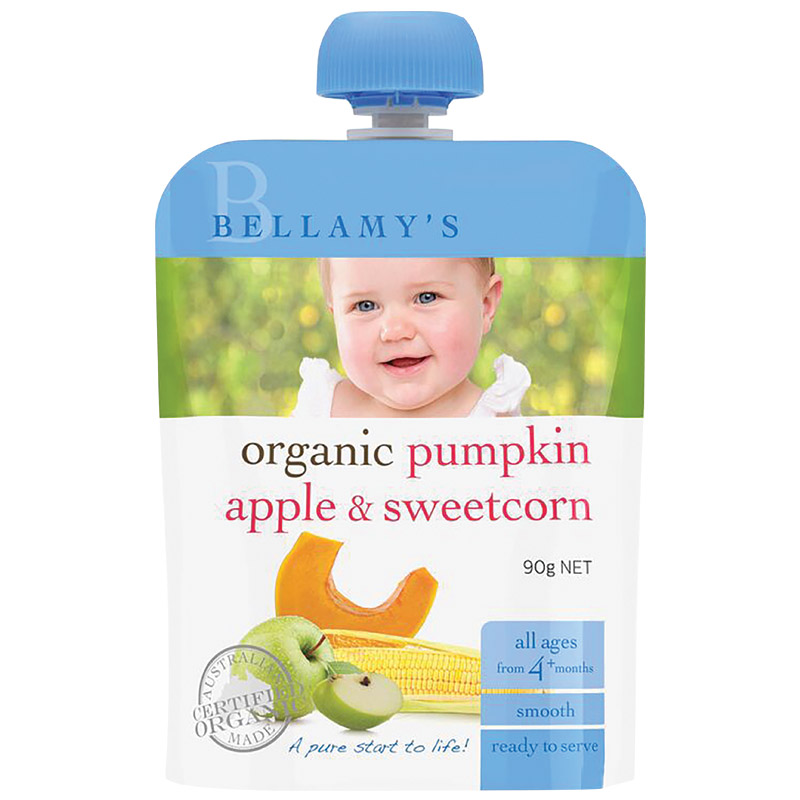 B
BELLAMY'S
organic pumpkin
apple & sweetcorn
90g NET
all ages
from 4+ months
smooth
ready to serve
AUSTRALIAN
CERTIFIED
ORGANIC
MADE
A pure start to life!